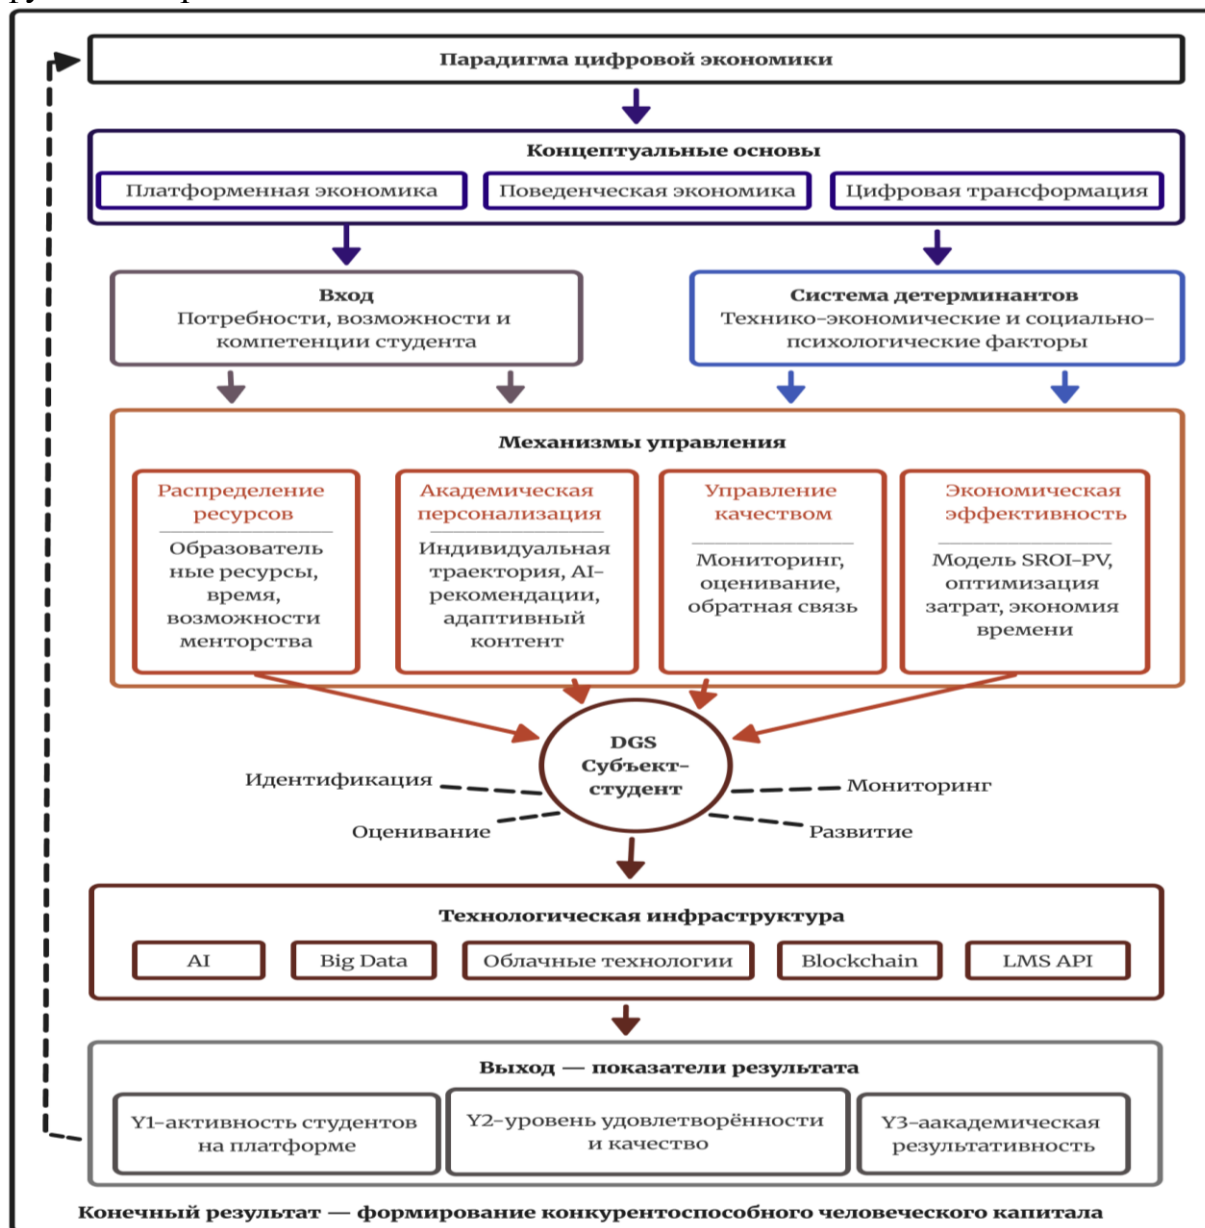 Парадигма цифровой экономики
Концептуальные основы
Платформенная экономика
Поведенческая экономика
Цифровая трансформация
Вход
Потребности, возможности и
компетенции студента
Система детерминантов
Технико-экономические и социально-
психологические факторы
Механизмы управления
Распределение
ресурсов
Образователь
ные ресурсы,
время,
возможности
менторства
Академическая
персонализация
Индивидуальная
траектория, AI-
рекомендации,
адаптивный
контент
Управление
качеством
Мониторинг,
оценивание,
обратная связь
Экономическая
эффективность
Модель SROI-PV,
оптимизация
затрат, экономия
времени
DGS
Субъект-
студент
Идентификация
Мониторинг
Оценивание
Развитие
Технологическая инфраструктура
AI
Big Data
Облачные технологии
Blockchain
LMS API
Выход — показатели результата
Y1-активность студентов
на платформе
Y2-уровень удовлетворённости
и качество
Y3-аакадемическая
результативность
Конечный результат — формирование конкурентоспособного человеческого капитала